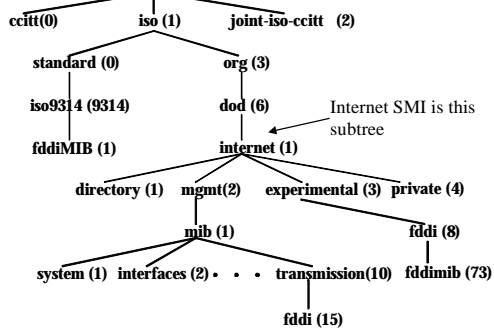 ccitt(0) iso (1) joint-iso-ccitt (2)
standard (0) org (3)
iso9314 (9314) dod (6)
Internet SMI is this
subtree
fddiMIB (1) internet (1)
directory (1) mgmt(2) experimental (3) private (4)
mib (1) fddi (8)
system (1) interfaces (2) . . . transmission(10) fddimib (73)
fddi (15)